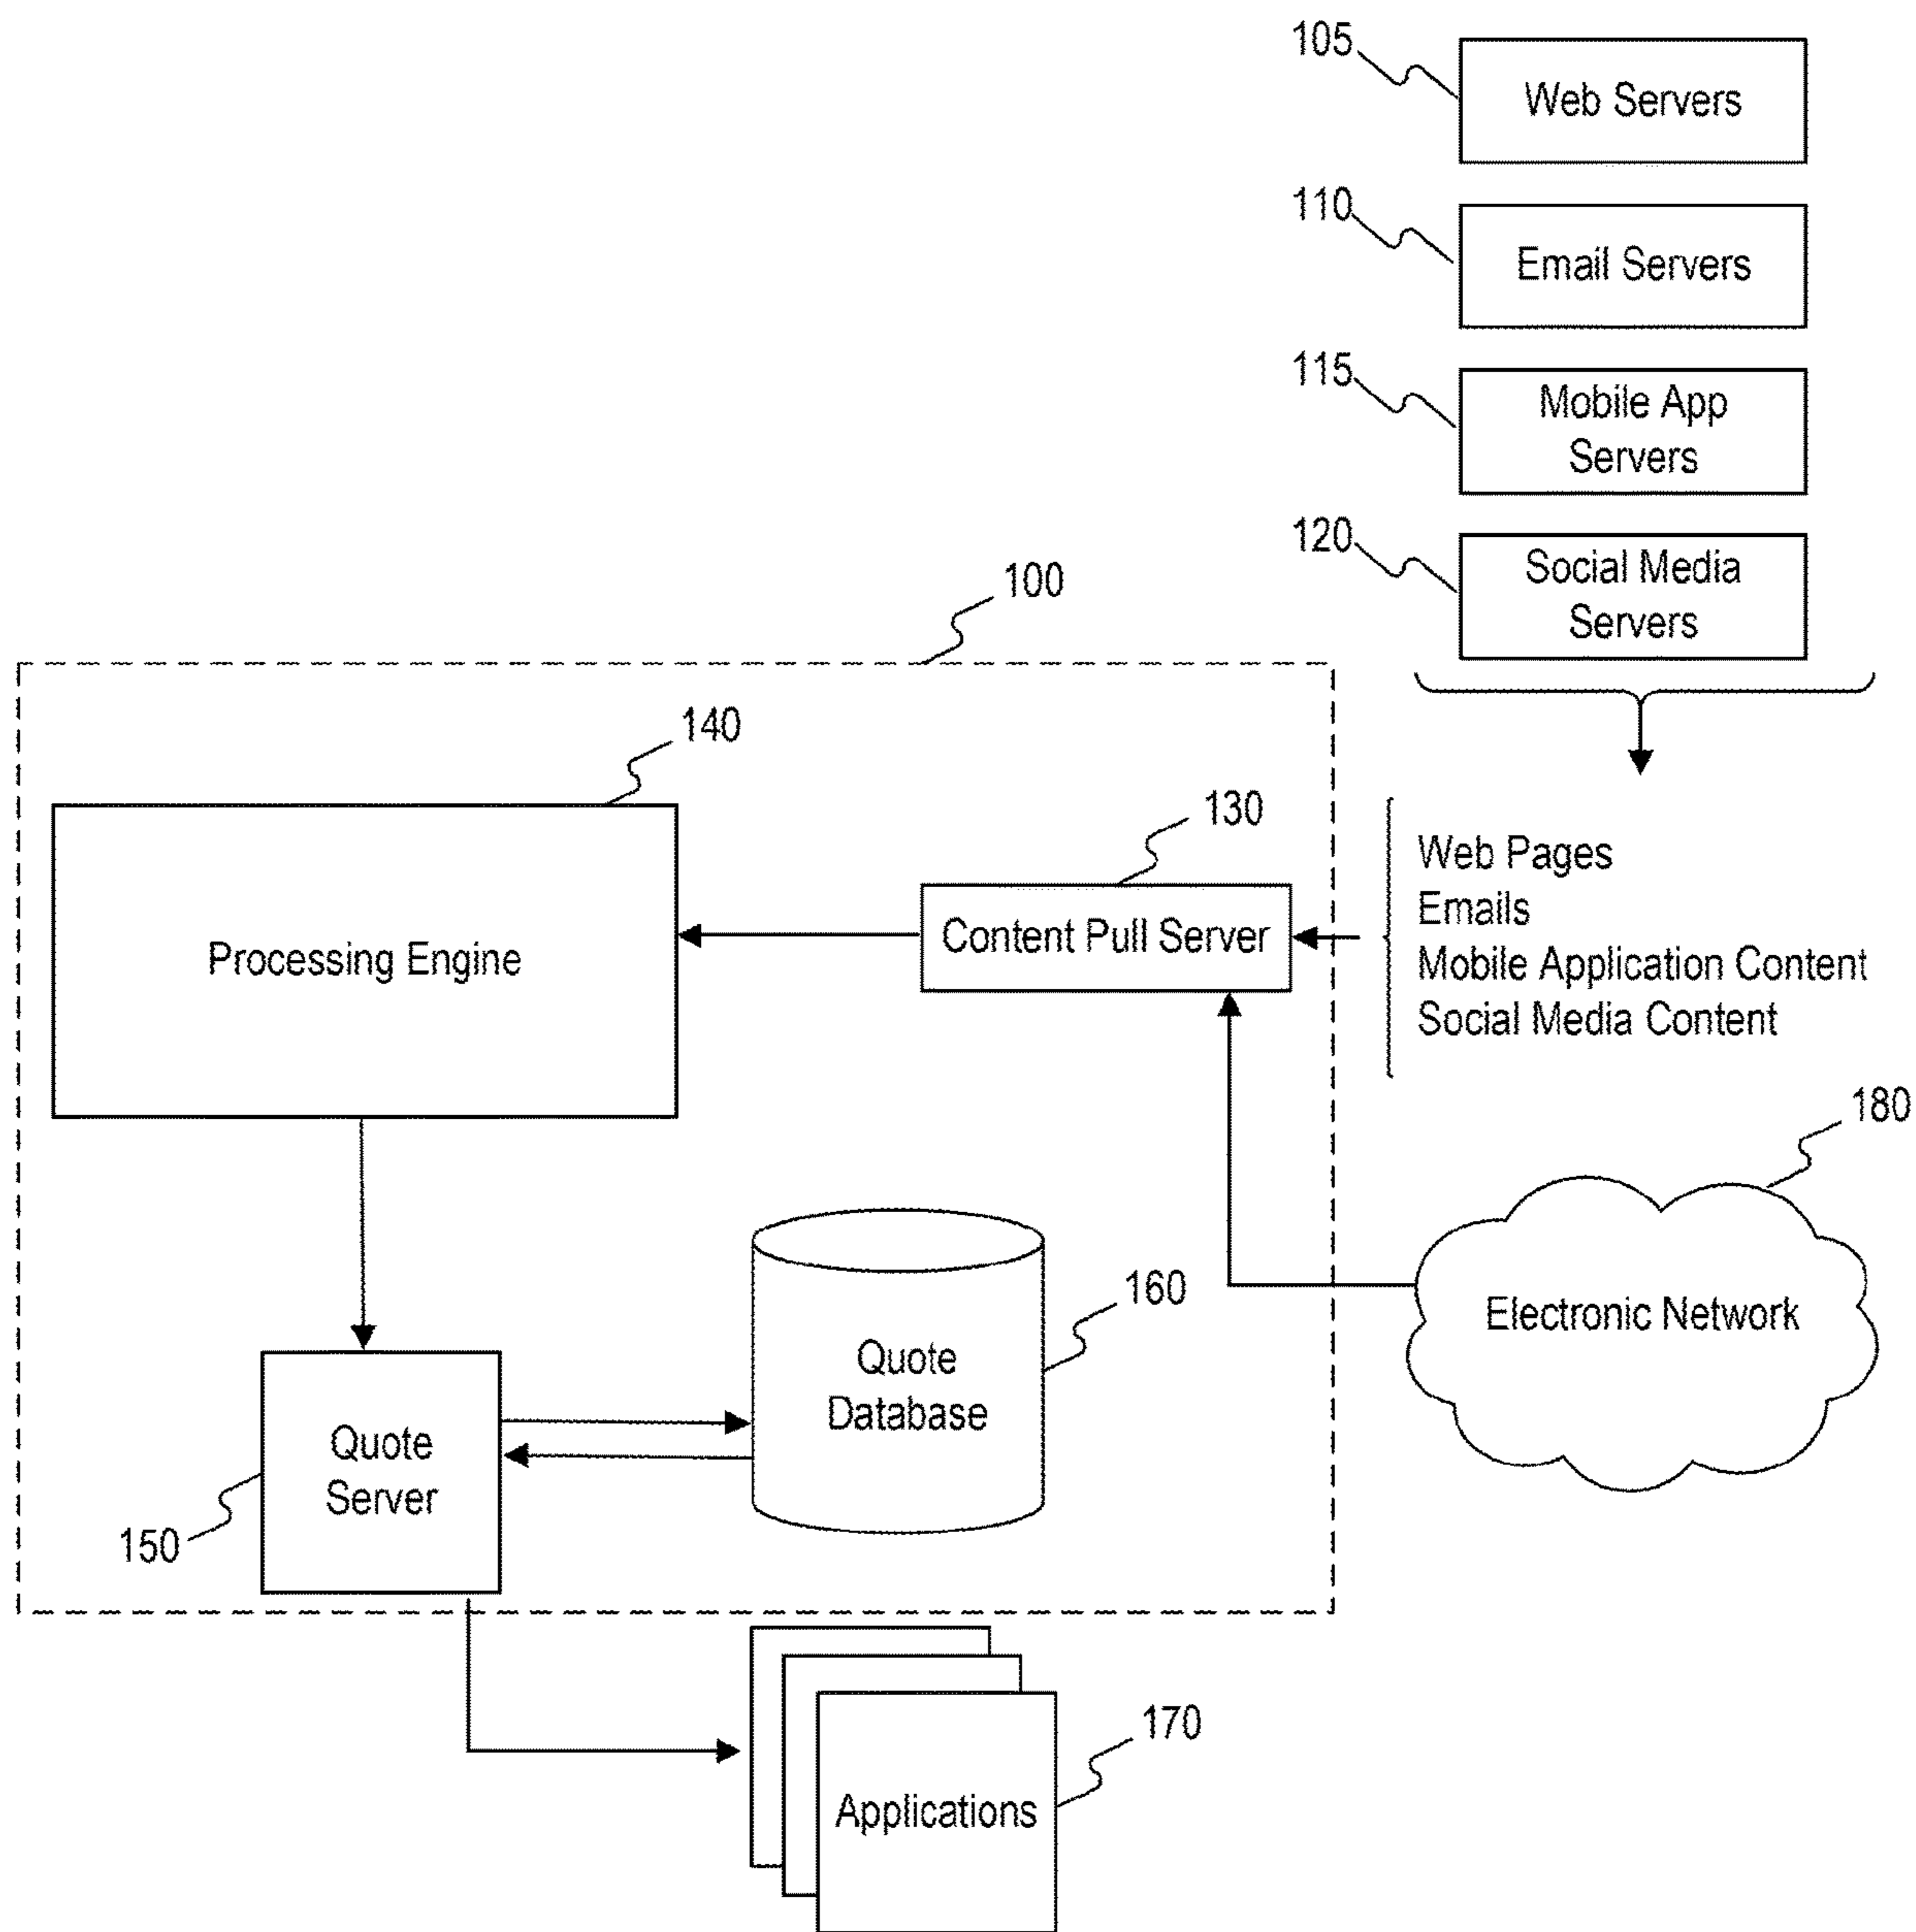 105
Web Servers
110
Email Servers
115
Mobile App
Servers
120
Social Media
Servers
100
140
Processing Engine
130
Content Pull Server
Web Pages
Emails
Mobile Application Content
Social Media Content
180
Electronic Network
160
Quote
Database
Quote
Server
150
170
Applications